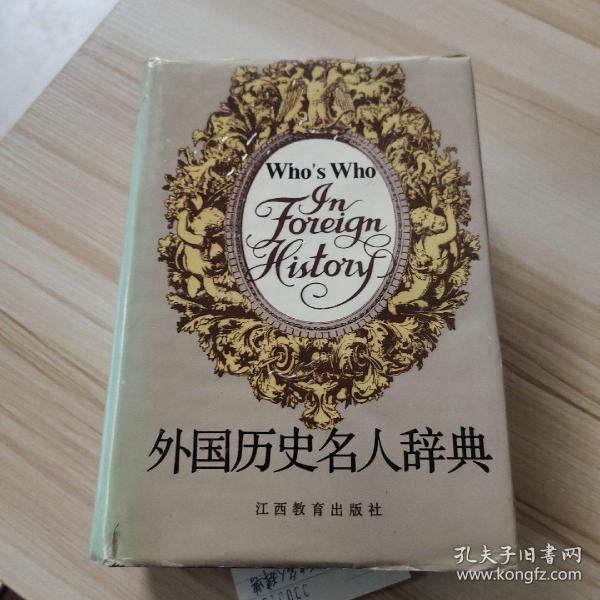 Who's Who
In
Foreign
History
外国历史名人辞典
江西教育出版社
孔夫子旧书网
www.kongfz.com